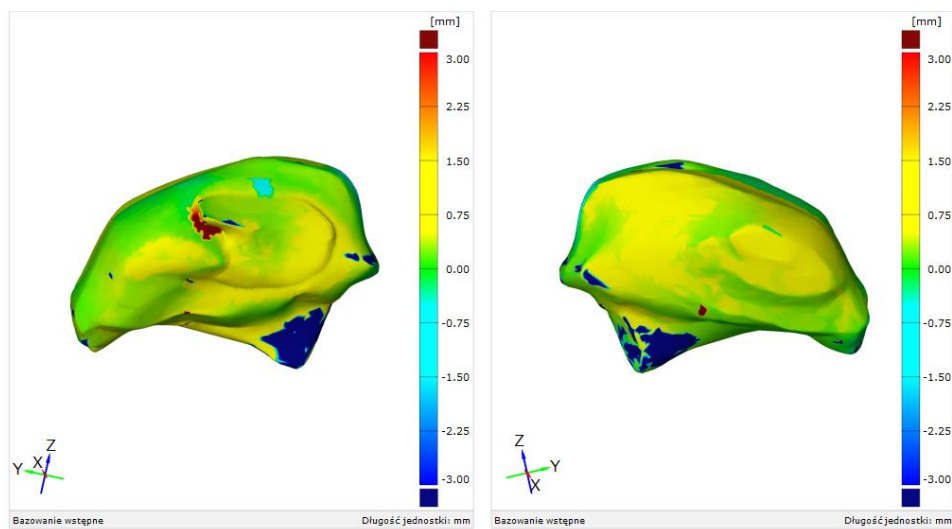 [mm]
3.00
2.25
1.50
0.75
0.00
-0.75
-1.50
-2.25
-3.00
Z
Y X
Bazowanie wstępne Długość jednostki: mm
[mm]
3.00
2.25
1.50
0.75
0.00
-0.75
-1.50
-2.25
-3.00
Z
Y
X
Bazowanie wstępne Długość jednostki: mm